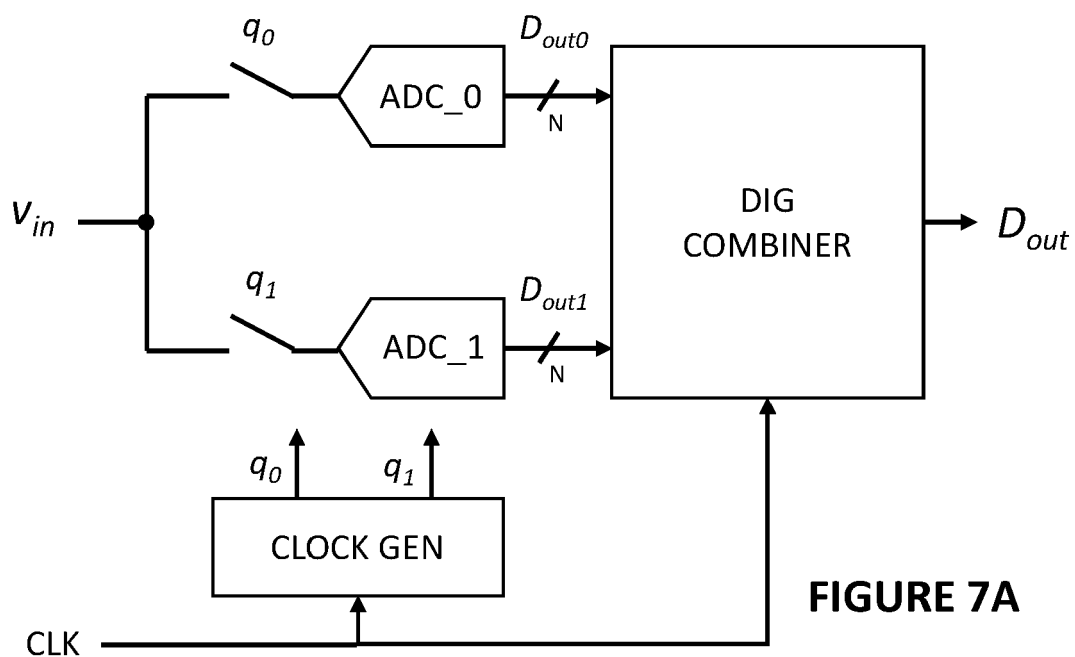 q0
Dout0
ADC_0
N
vin
DIG
COMBINER
Dout
q1
Dout1
ADC_1
N
q0
q1
CLOCK GEN
FIGURE 7A
CLK